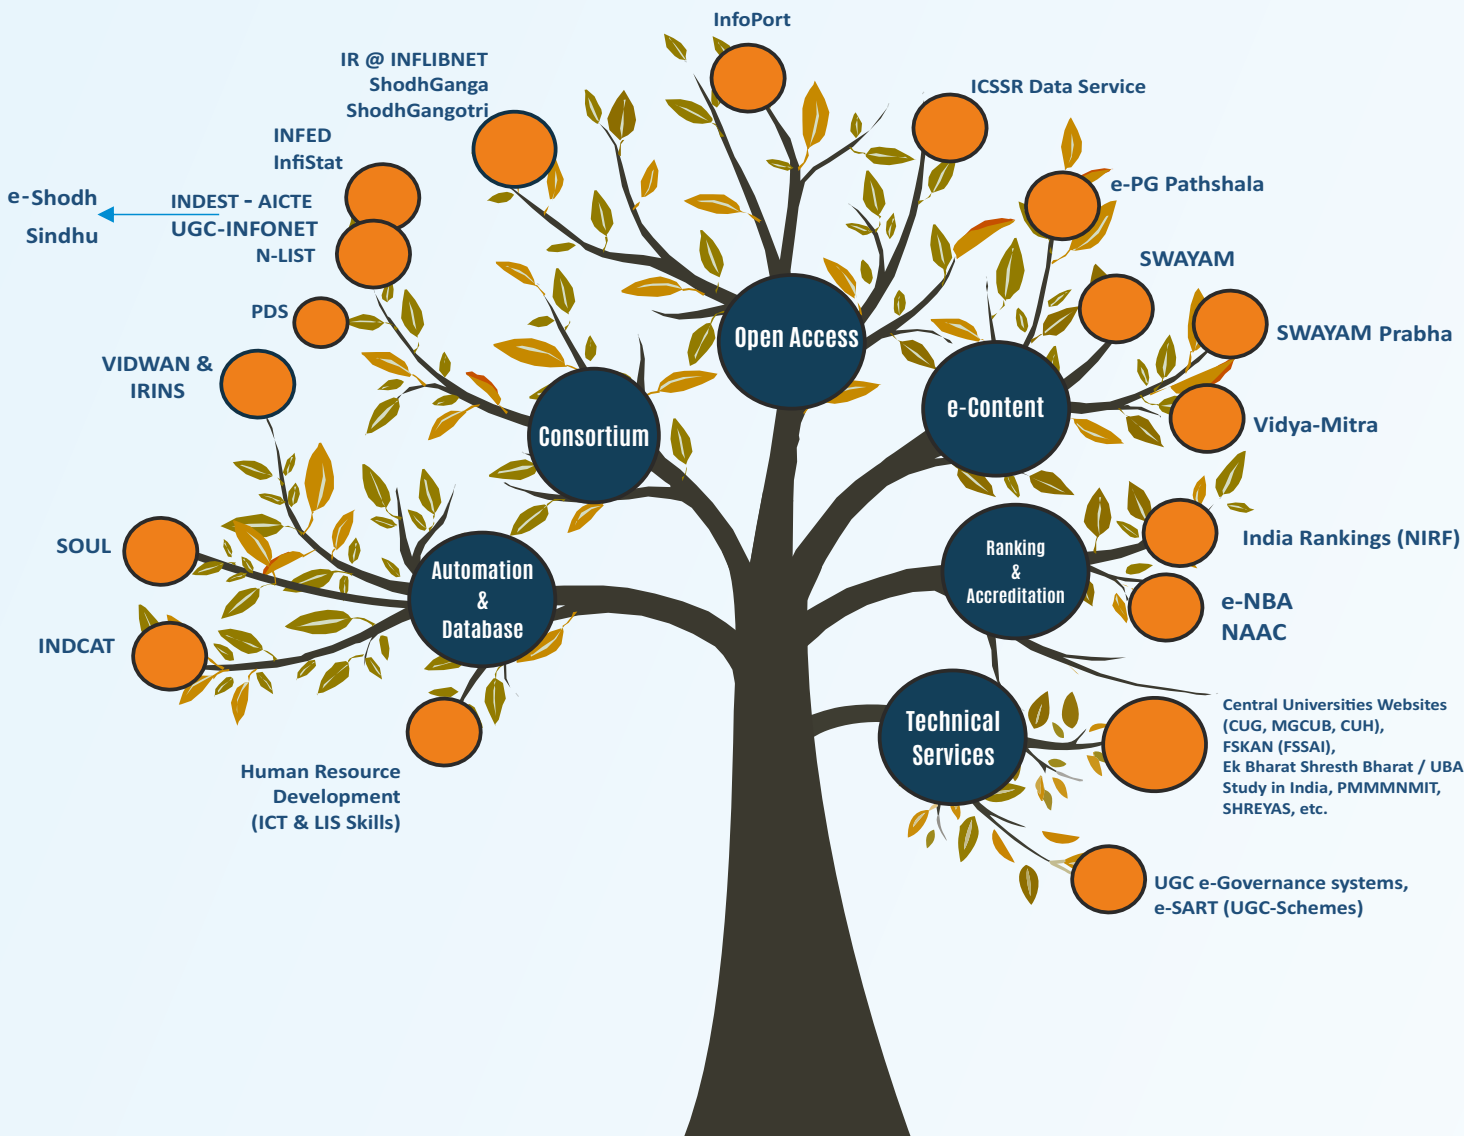 InfoPort
IR @ INFLIBNET
ShodhGanga
ShodhGangotri
ICSSR Data Service
INFED
InfiStat
e-Shodh
Sindhu
INDEST - AICTE
UGC-INFONET
N-LIST
PDS
VIDWAN &
IRINS
SOUL
INDCAT
Human Resource
Development
(ICT & LIS Skills)
Open Access
Consortium
Automation
&
Database
e-Content
Ranking
&
Accreditation
Technical
Services
e-PG Pathshala
SWAYAM
SWAYAM Prabha
Vidya-Mitra
India Rankings (NIRF)
e-NBA
NAAC
Central Universities Websites
(CUG, MGCUB, CUH),
FSKAN (FSSAI),
Ek Bharat Shresth Bharat / UBA
Study in India, PMMMNMIT,
SHREYAS, etc.
UGC e-Governance systems,
e-SART (UGC-Schemes)